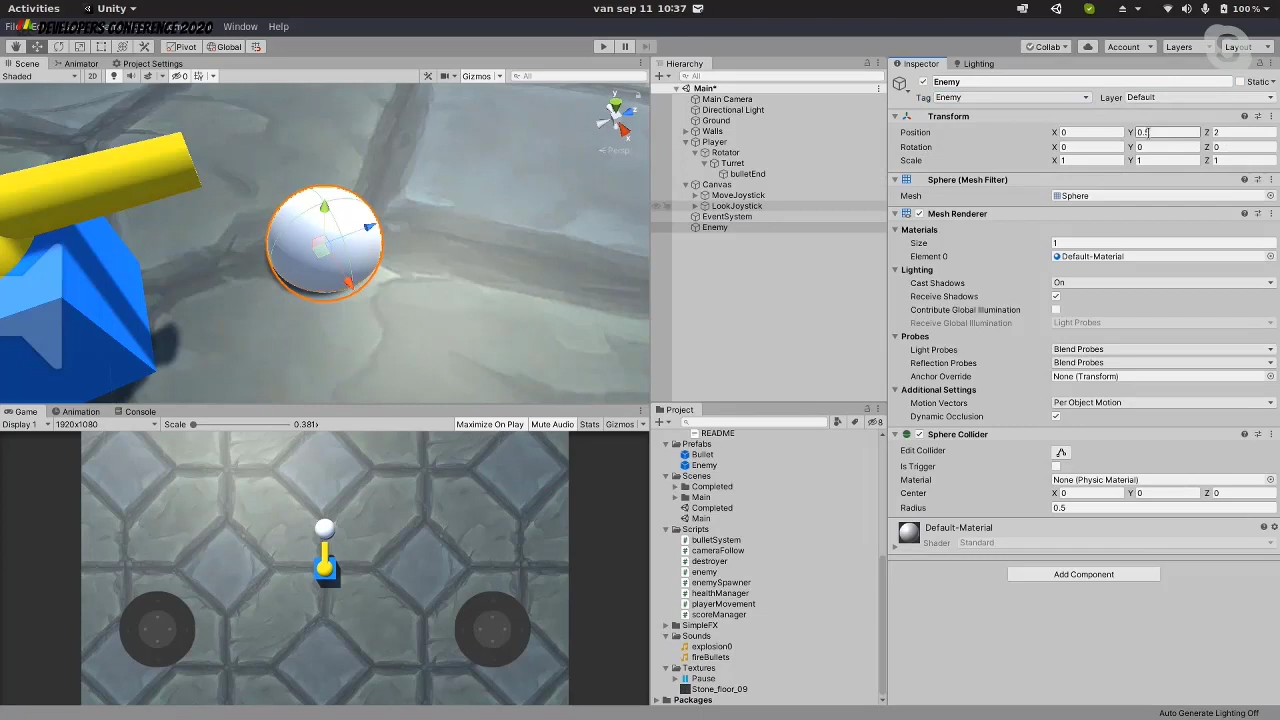 Activities
Unity
van sep 11 10:37
100 %
DEVELOPERS CONFERENCE 2020
Window
Help
Pivot
Global
Collab
Account
Layers
Layout
Scene
Animator
Project Settings
Shaded
2D
0
Gizmos
All
y
z
Persp
Hierarchy
All
Main*
Main Camera
Directional Light
Ground
Walls
Player
Rotator
Turret
bulletEnd
Canvas
MoveJoystick
LookJoystick
EventSystem
Enemy
Inspector
Lighting
Enemy
Static
Tag Enemy
Layer Default
Transform
Position X 0 Y 0.5 Z 2
Rotation X 0 Y 0 Z 0
Scale X 1 Y 1 Z 1
Sphere (Mesh Filter)
Mesh Sphere
Mesh Renderer
Materials
Size 1
Element 0 Default-Material
Lighting
Cast Shadows On
Receive Shadows
Contribute Global Illumination
Receive Global Illumination Light Probes
Probes
Light Probes Blend Probes
Reflection Probes Blend Probes
Anchor Override None (Transform)
Additional Settings
Motion Vectors Per Object Motion
Dynamic Occlusion
Sphere Collider
Edit Collider
Is Trigger
Material None (Physic Material)
Center X 0 Y 0 Z 0
Radius 0.5
Default-Material
Shader Standard
Add Component
Game
Animation
Console
Display 1
1920x1080
Scale
0.381x
Maximize On Play
Mute Audio
Stats
Gizmos
Project
8
README
Prefabs
Bullet
Enemy
Scenes
Completed
Main
Completed
Main
Scripts
bulletSystem
cameraFollow
destroyer
enemy
enemySpawner
healthManager
playerMovement
scoreManager
SimpleFX
Sounds
explosion0
fireBullets
Textures
Pause
Stone_floor_09
Packages
Auto Generate Lighting Off